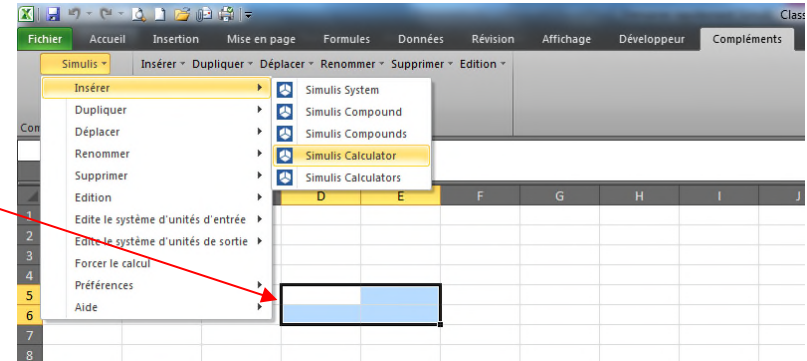 Class
Fichier Accueil Insertion Mise en page Formules Données Révision Affichage Développeur Compléments
Simulis Insérer Dupliquer Déplacer Renommer Supprimer Edition
Insérer
Dupliquer
Déplacer
Renommer
Supprimer
Edition
Edite le système d'unités d'entrée
Edite le système d'unités de sortie
Forcer le calcul
Préférences
Aide
Simulis System
Simulis Compound
Simulis Compounds
Simulis Calculator
Simulis Calculators
Com
D E F G H I J
1
2
3
4
5
6
7
8